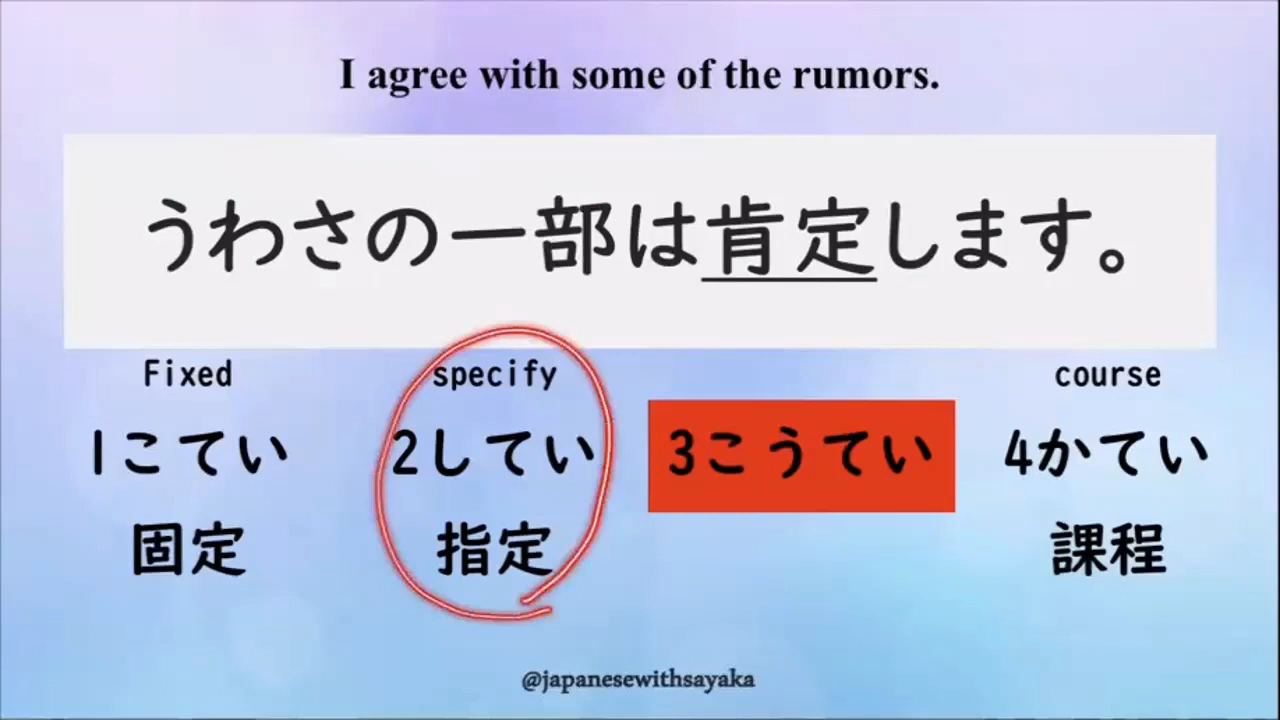 I agree with some of the rumors.
うわさの一部は肯定します。
Fixed specify course
1こてい 2してい 3こうてい 4かてい
固定 指定 課程
@japanesewithsayaka